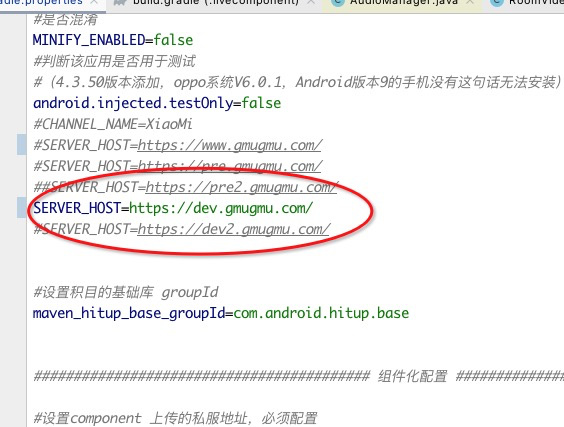 adle.properties build.gradle (:livecomponent) AudioManager.java RoomVide
#是否混淆
MINIFY_ENABLED=false
#判断该应用是否用于测试
#（4.3.50版本添加，oppo系统V6.0.1，Android版本9的手机没有这句话无法安装）
android.injected.testOnly=false
#CHANNEL_NAME=XiaoMi
#SERVER_HOST=https://www.gmugmu.com/
#SERVER_HOST=https://pre.gmugmu.com/
##SERVER_HOST=https://pre2.gmugmu.com/
SERVER_HOST=https://dev.gmugmu.com/
#SERVER_HOST=https://dev2.gmugmu.com/
#设置积目的基础库 groupId
maven_hitup_base_groupId=com.android.hitup.base
########################################## 组件化配置 ##############
#设置component 上传的私服地址，必须配置